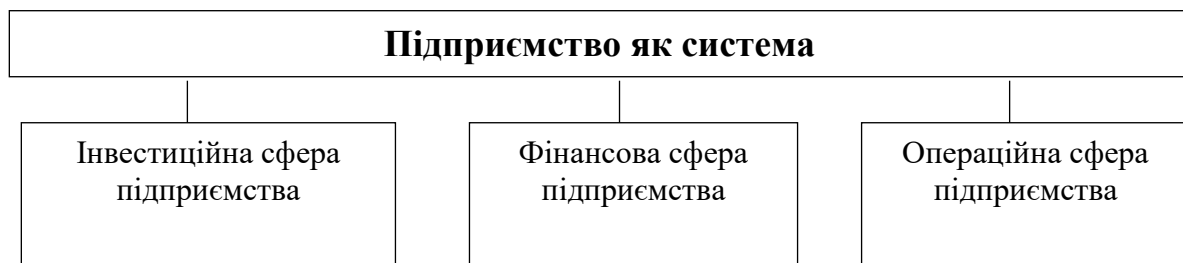 Підприємство як система
Інвестиційна сфера
підприємства
Фінансова сфера
підприємства
Операційна сфера
підприємства